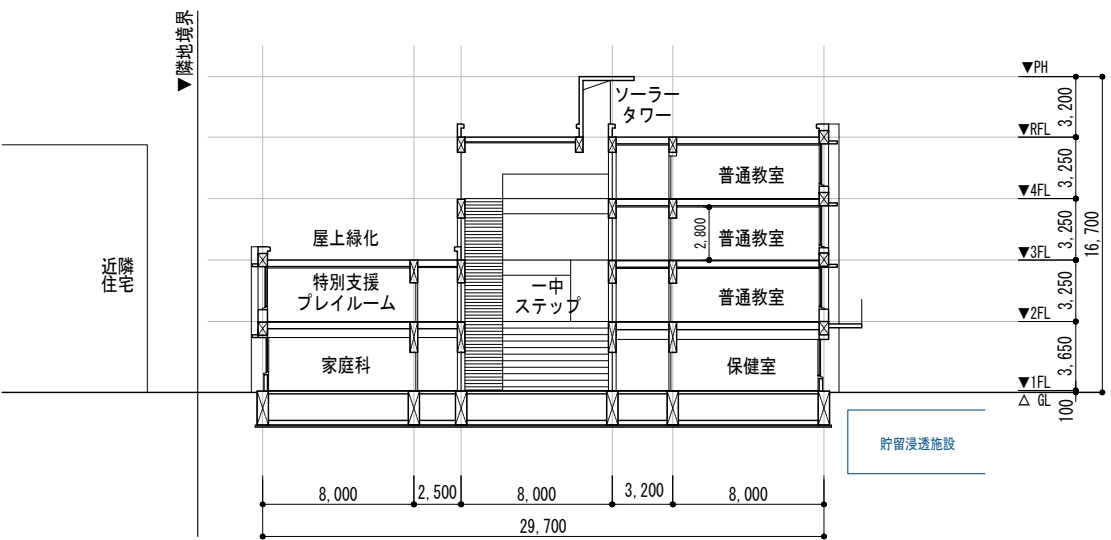 ▼隣地境界
▼PH
ソーラー
タワー
3,200
▼RFL
普通教室
3,250
▼4FL
2,800
普通教室
3,250
16,700
屋上緑化
▼3FL
近隣
住宅
特別支援
プレイルーム
一中
ステップ
普通教室
3,250
▼2FL
家庭科
保健室
3,650
▼1FL
△ GL
100
貯留浸透施設
8,000
2,500
8,000
3,200
8,000
29,700